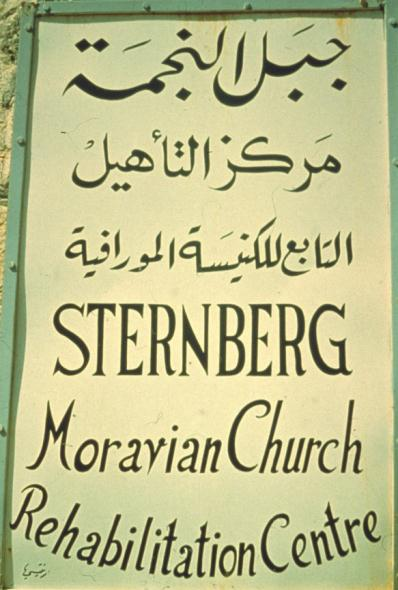 جبل النجمة
مركز التأهيل
التابع للكنيسة المورافية
STERNBERG
Moravian Church
Rehabilitation Centre